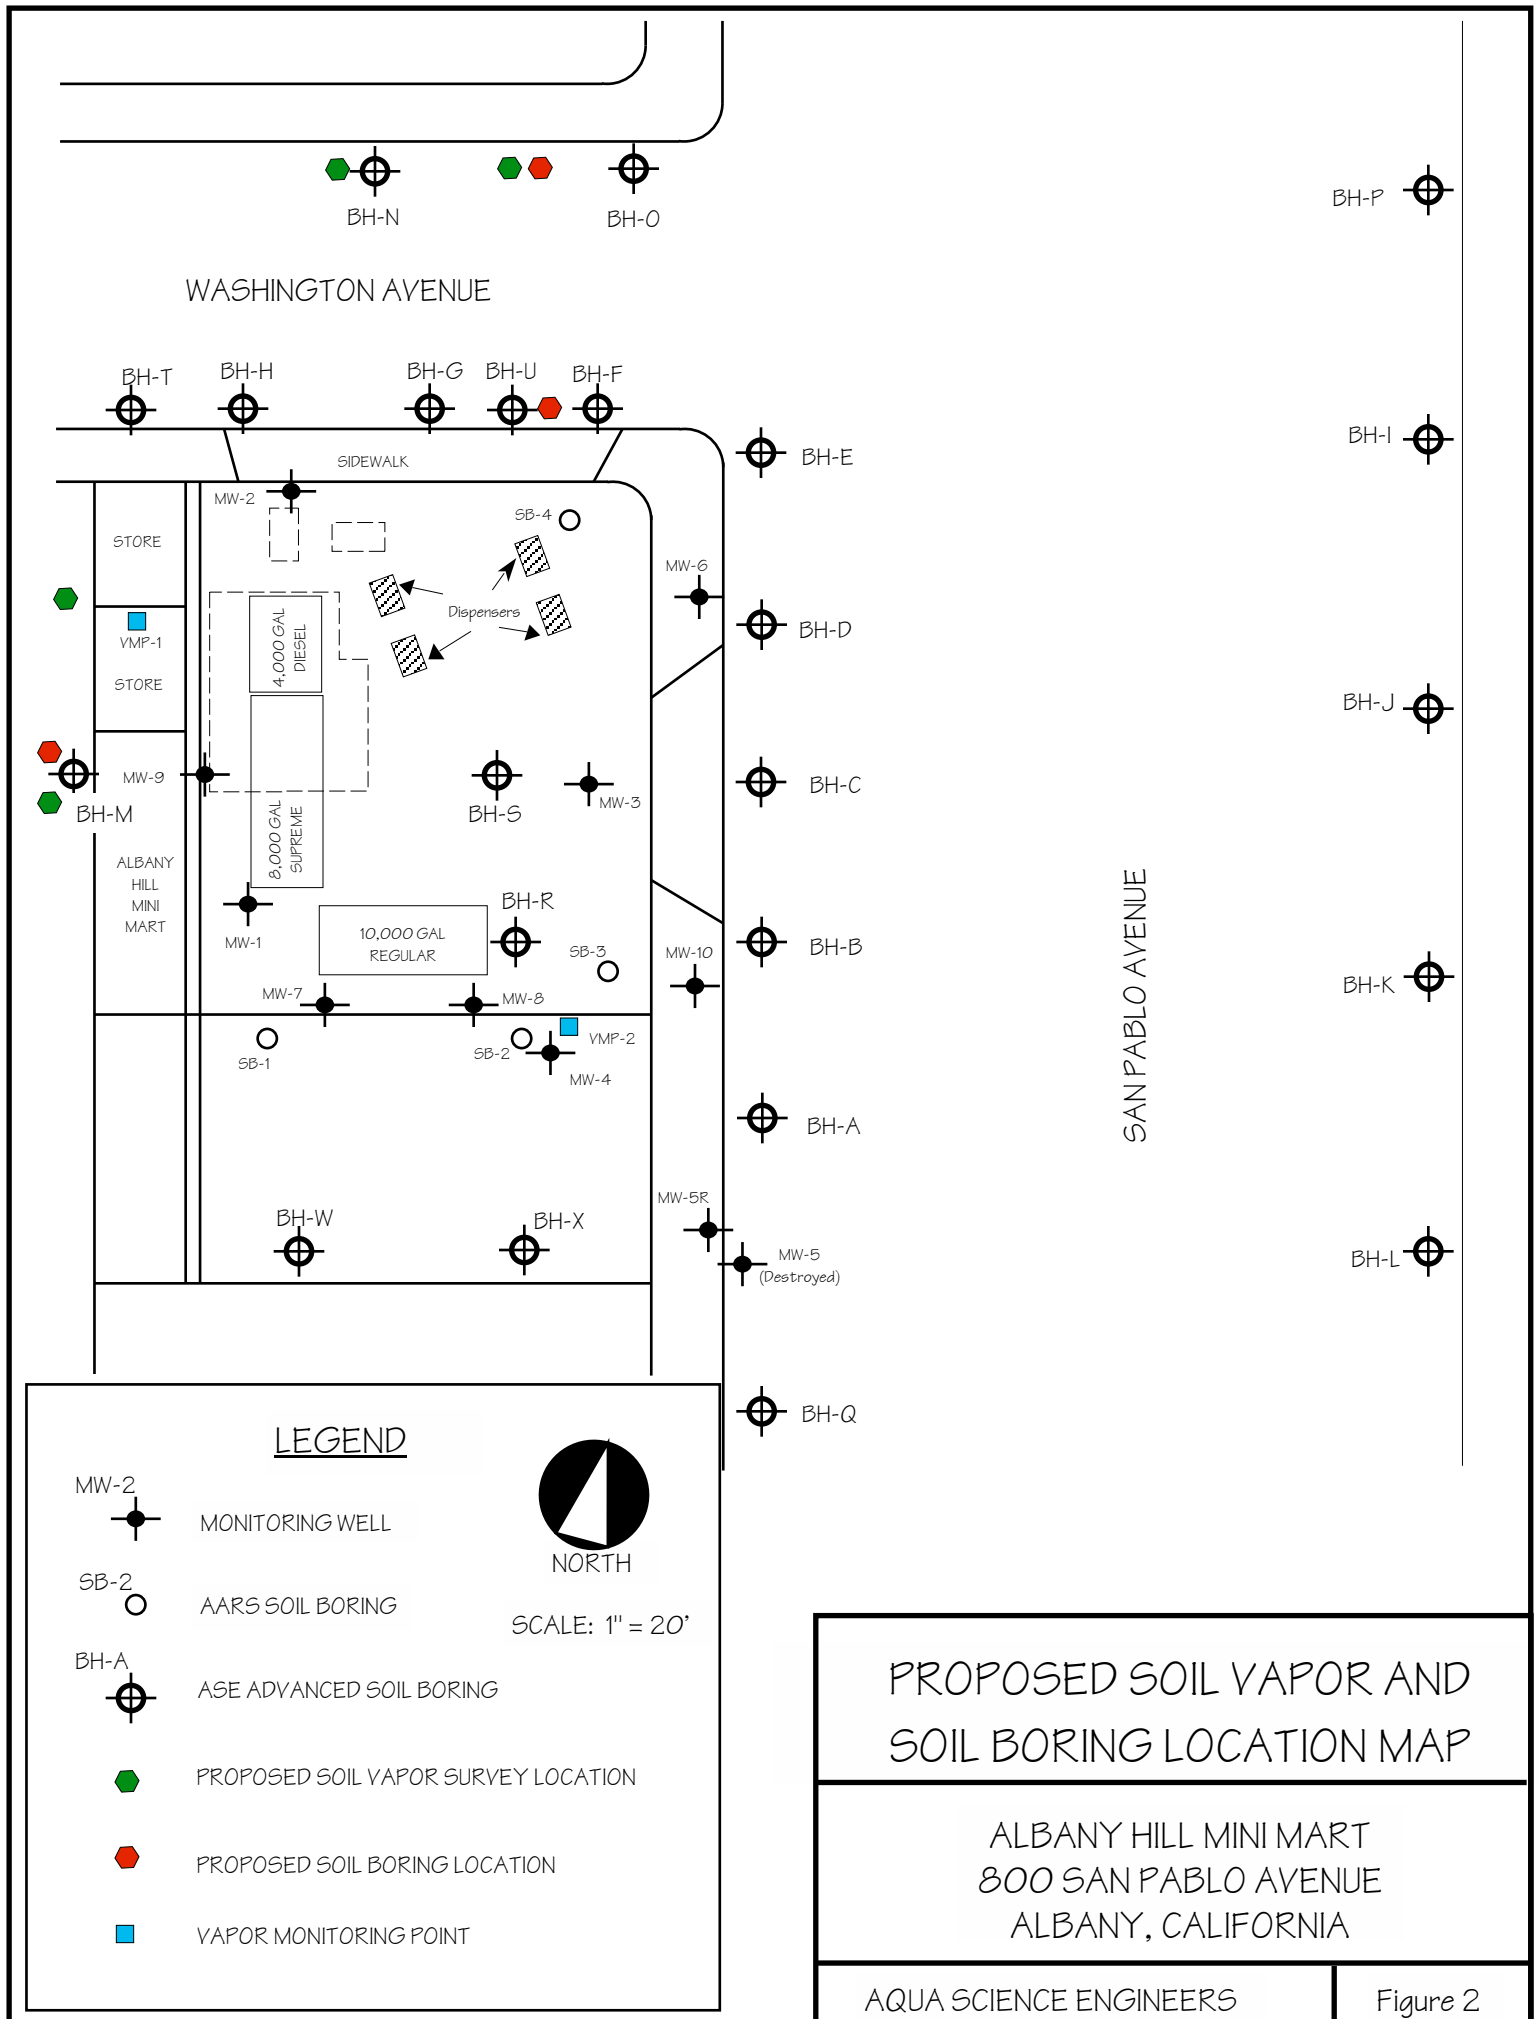 BH-N
BH-O
BH-P
WASHINGTON AVENUE
BH-T
BH-H
BH-G
BH-U
BH-F
BH-E
BH-I
SIDEWALK
MW-2
SB-4
STORE
MW-6
Dispensers
BH-D
VMP-1
4,000 GAL
DIESEL
STORE
BH-J
MW-9
BH-M
BH-S
MW-3
BH-C
8,000 GAL
SUPREME
ALBANY
HILL
MINI
MART
MW-1
BH-R
10,000 GAL
REGULAR
SB-3
MW-10
BH-B
SAN PABLO AVENUE
BH-K
MW-7
MW-8
SB-1
SB-2
VMP-2
MW-4
BH-A
MW-5R
BH-W
BH-X
MW-5
(Destroyed)
BH-L
BH-Q
LEGEND
MW-2
MONITORING WELL
SB-2
AARS SOIL BORING
BH-A
ASE ADVANCED SOIL BORING
PROPOSED SOIL VAPOR SURVEY LOCATION
PROPOSED SOIL BORING LOCATION
VAPOR MONITORING POINT
NORTH
SCALE: 1" = 20'
PROPOSED SOIL VAPOR AND
SOIL BORING LOCATION MAP
ALBANY HILL MINI MART
800 SAN PABLO AVENUE
ALBANY, CALIFORNIA
AQUA SCIENCE ENGINEERS
Figure 2